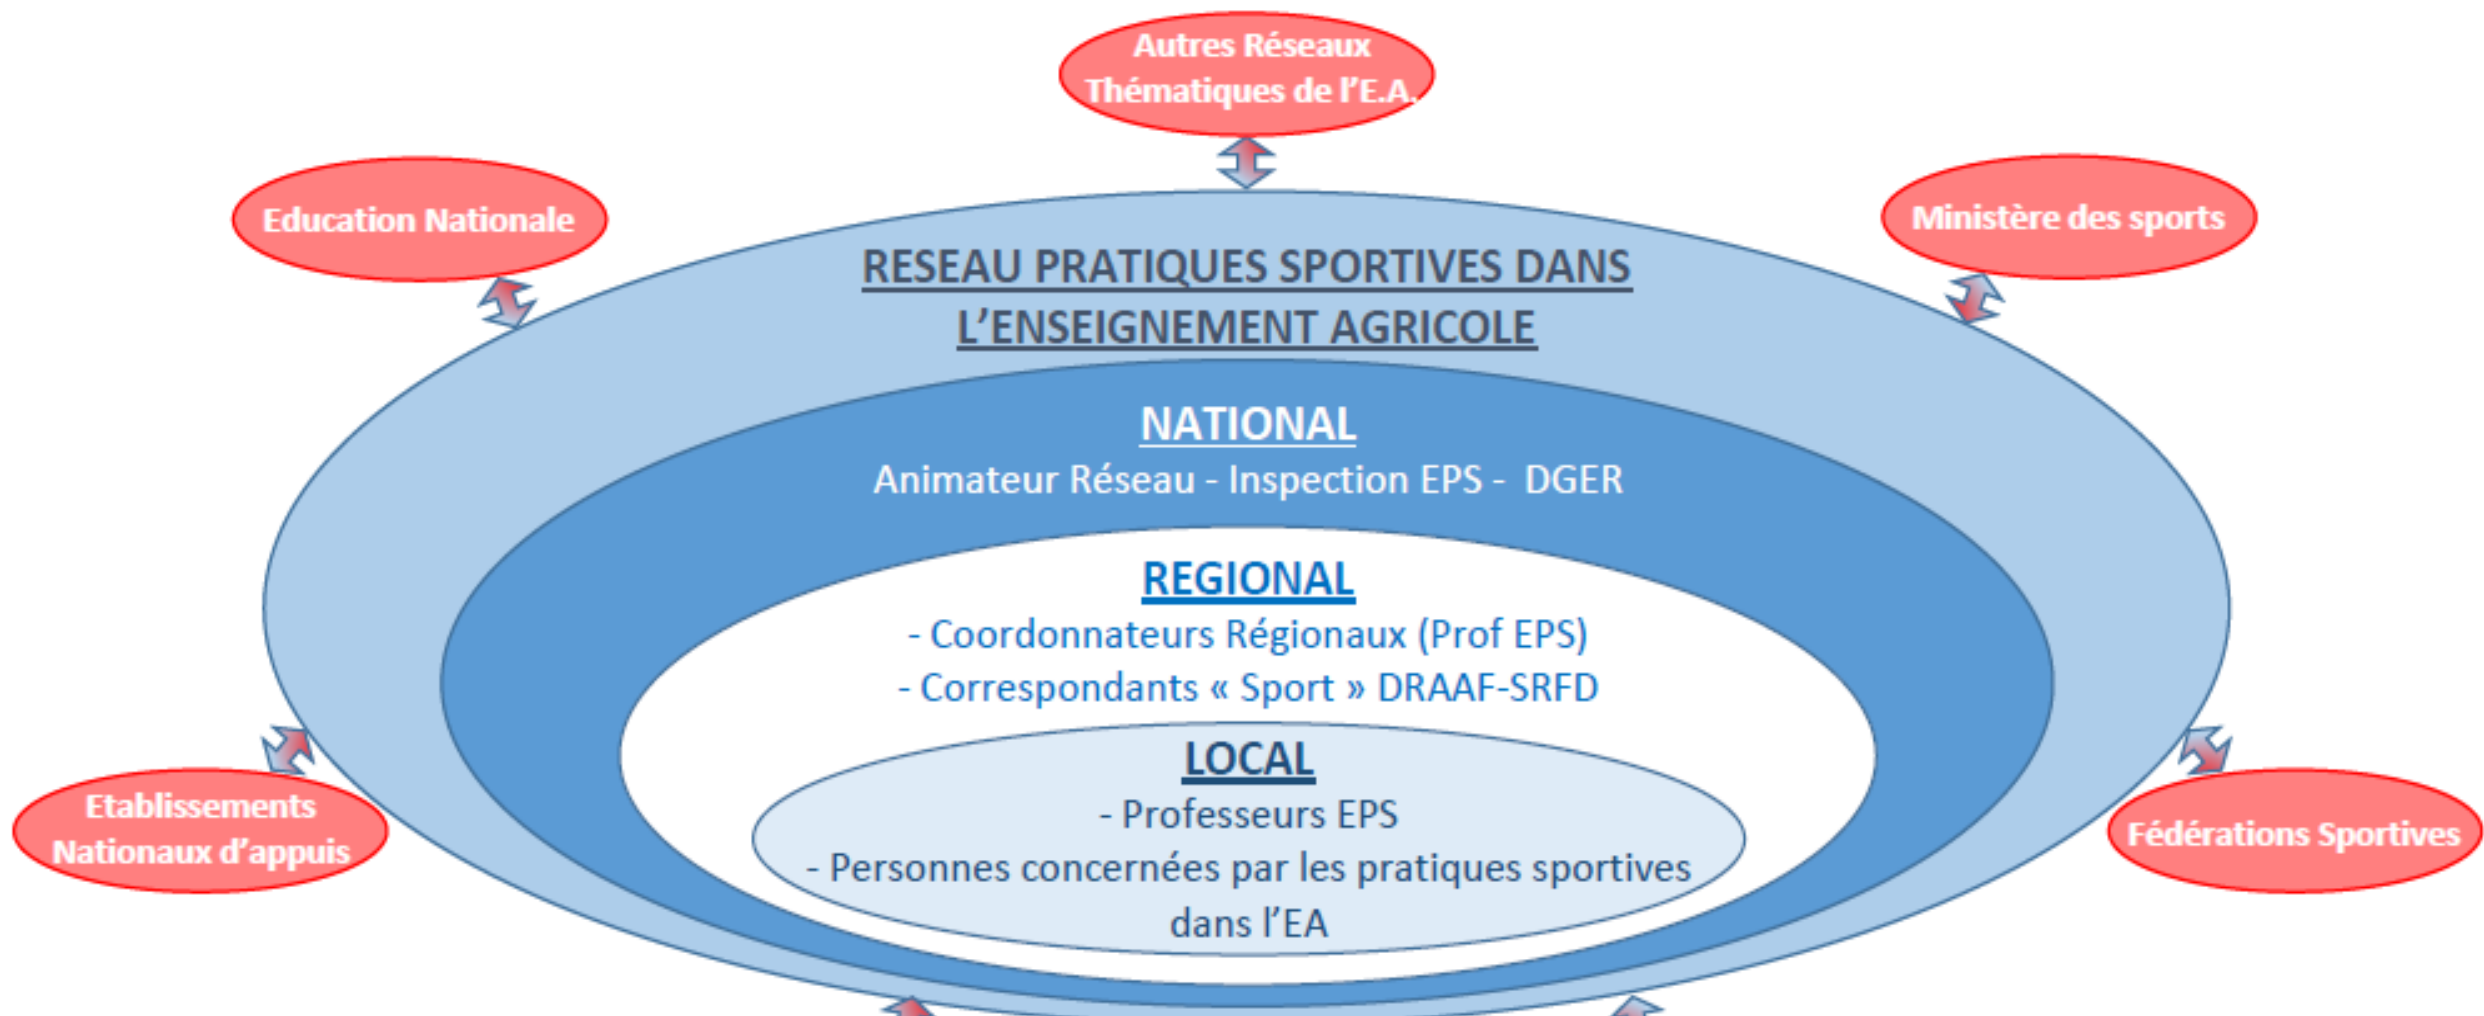 Autres Réseaux
Thématiques de l'E.A.
Education Nationale
Ministère des sports
RESEAU PRATIQUES SPORTIVES DANS
L'ENSEIGNEMENT AGRICOLE
NATIONAL
Animateur Réseau - Inspection EPS - DGER
REGIONAL
- Coordonnateurs Régionaux (Prof EPS)
- Correspondants « Sport » DRAAF-SRFD
LOCAL
- Professeurs EPS
- Personnes concernées par les pratiques sportives
dans l'EA
Etablissements
Nationaux d'appuis
Fédérations Sportives